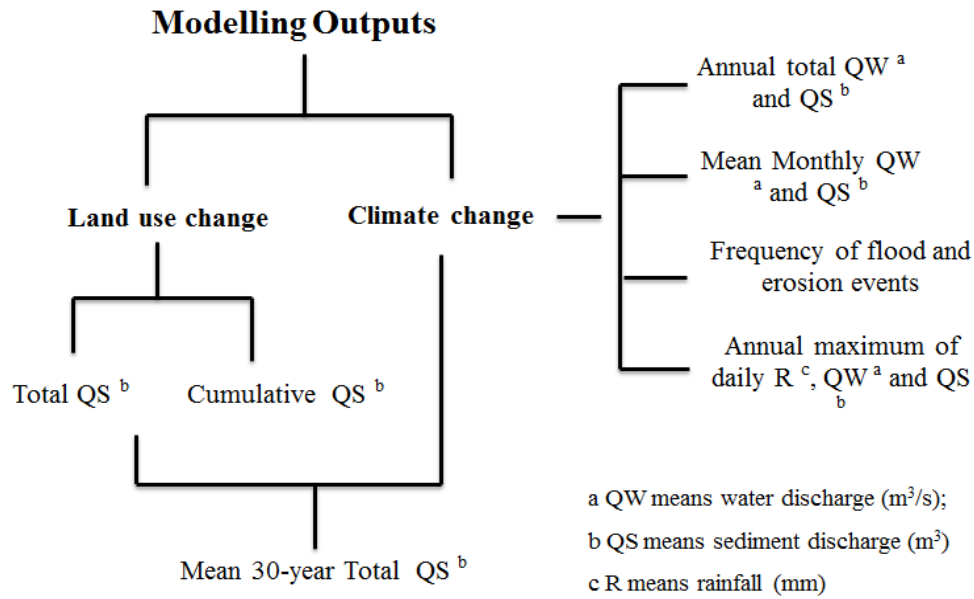 Modelling Outputs
Land use change
Climate change
Annual total QW ᵃ
and QS ᵇ
Mean Monthly QW
ᵃ and QS ᵇ
Frequency of flood and
erosion events
Annual maximum of
daily R ᶜ, QW ᵃ and QS
ᵇ
Total QS ᵇ
Cumulative QS ᵇ
Mean 30-year Total QS ᵇ
a QW means water discharge (m³/s);
b QS means sediment discharge (m³)
c R means rainfall (mm)